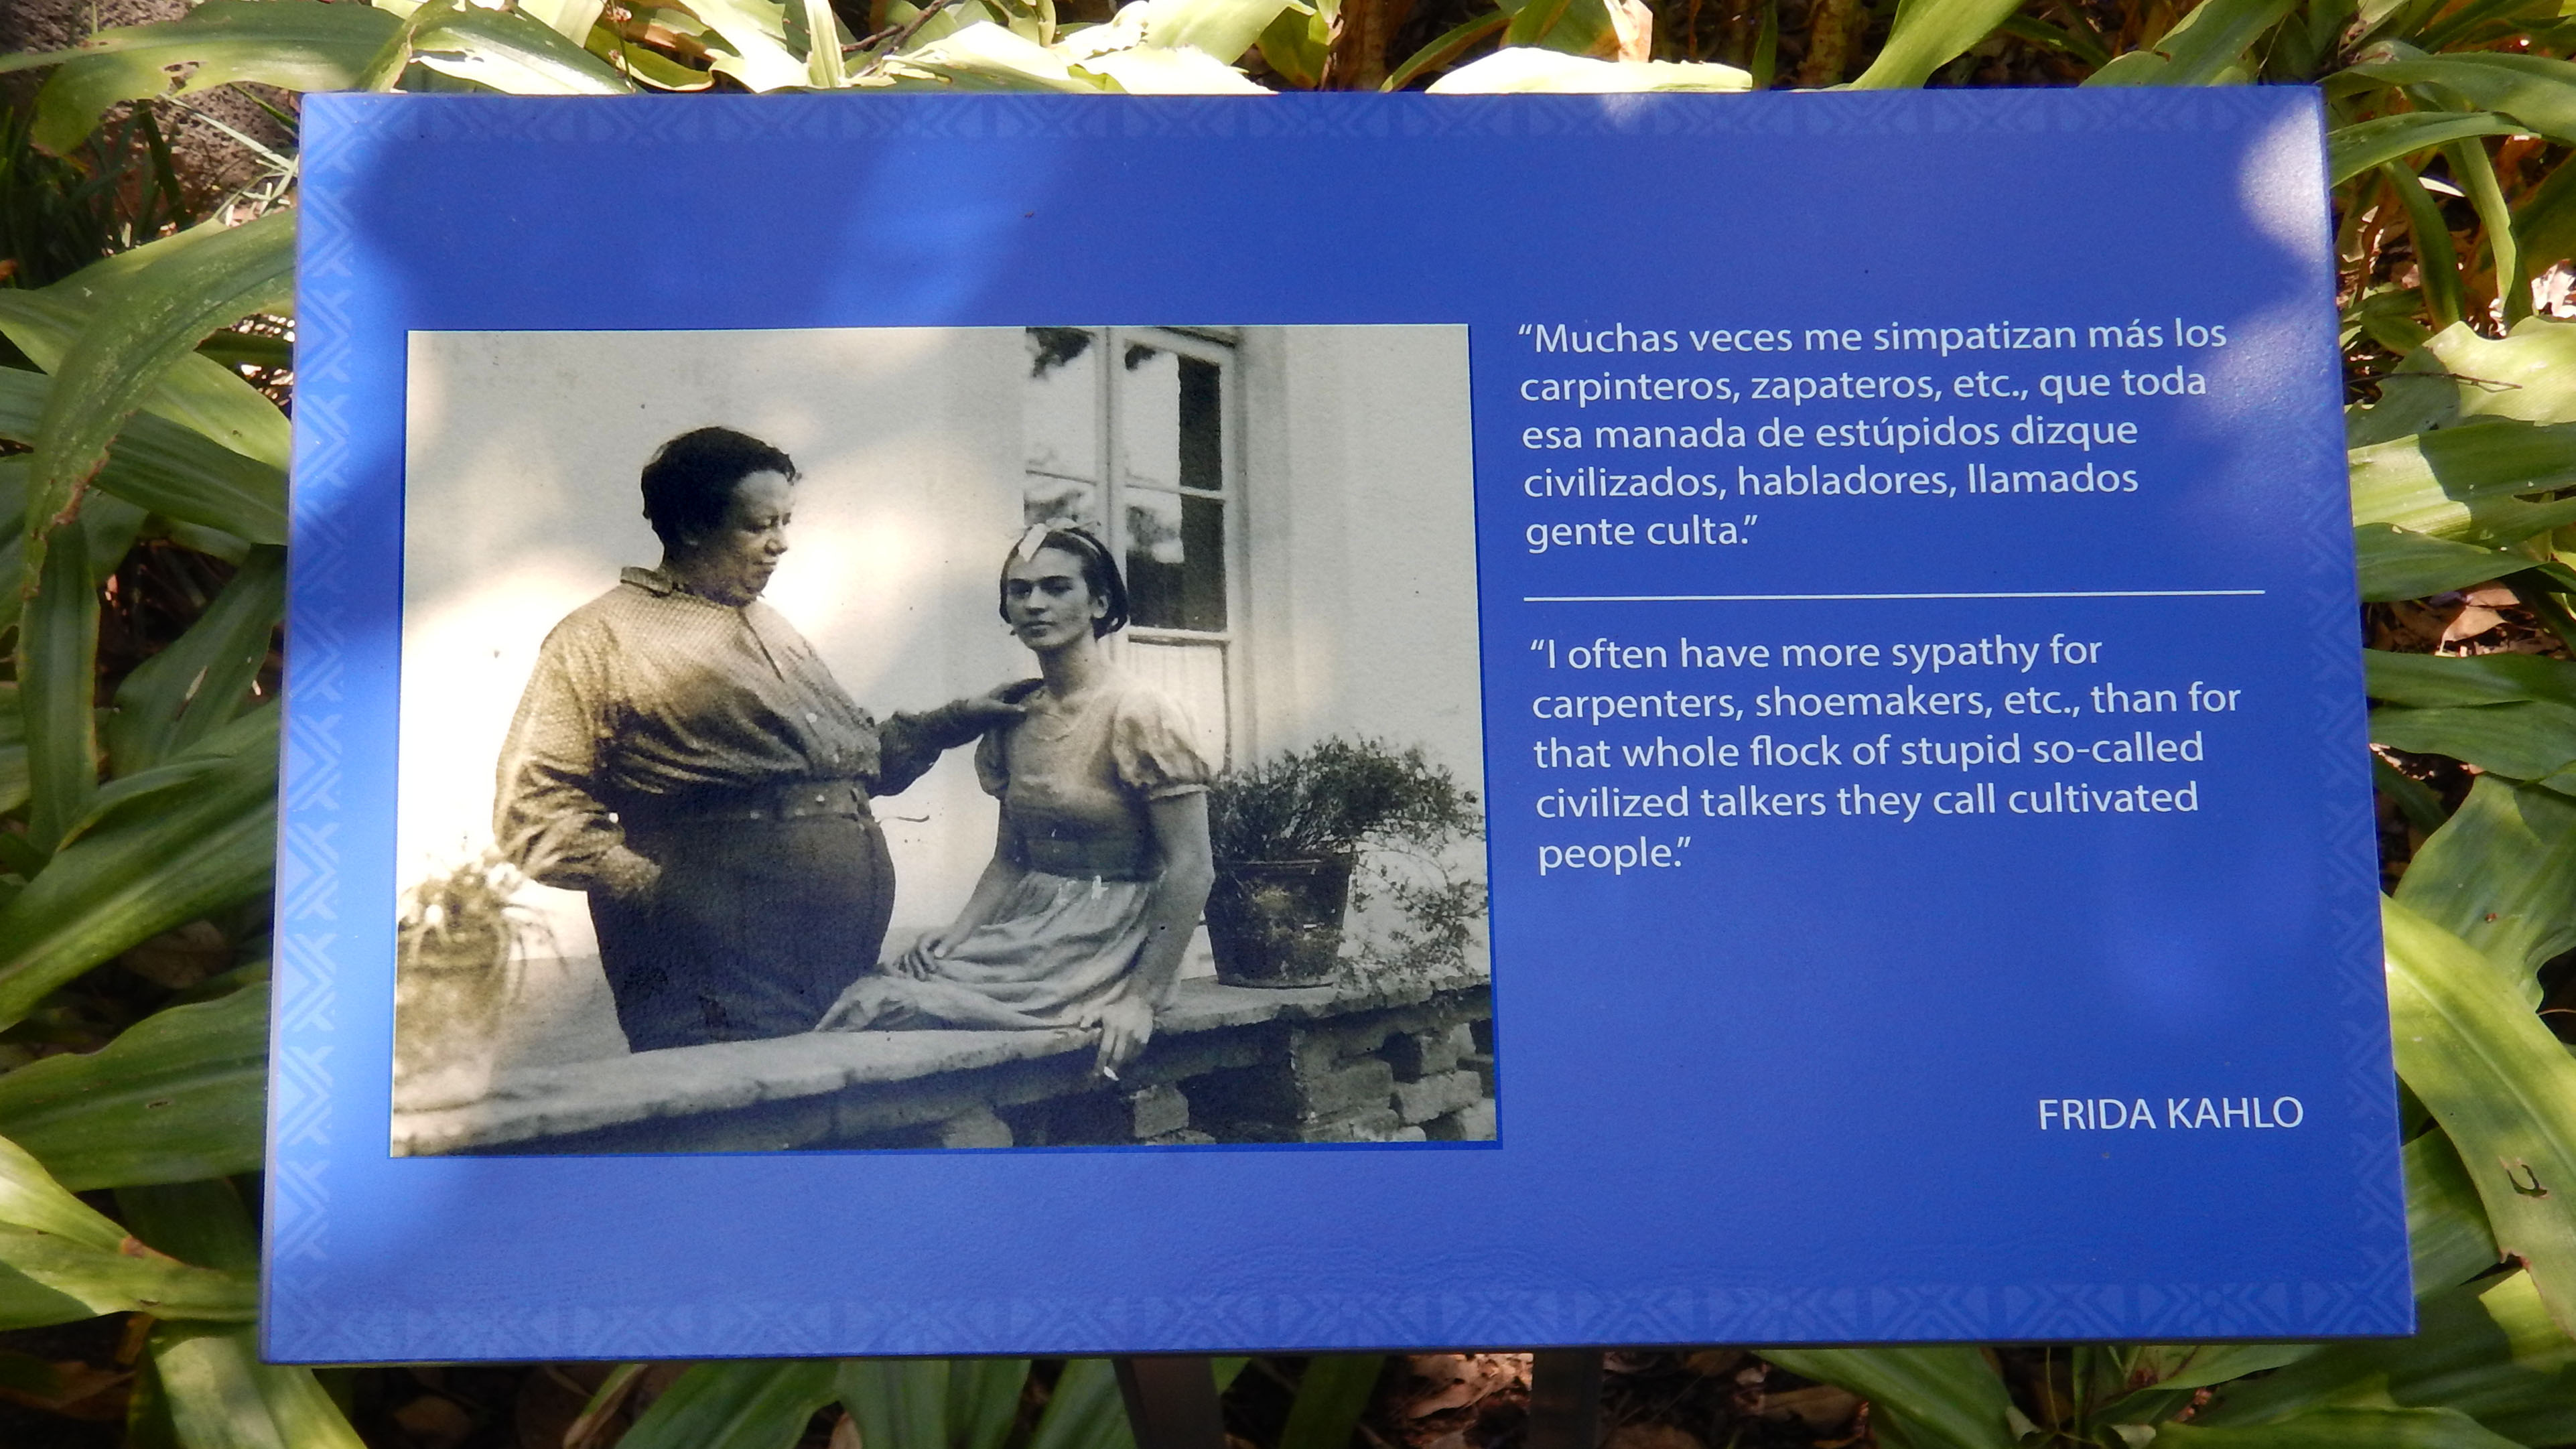 “Muchas veces me simpatizan más los
carpinteros, zapateros, etc., que toda
esa manada de estúpidos dizque
civilizados, habladores, llamados
gente culta.”
“I often have more sypathy for
carpenters, shoemakers, etc., than for
that whole flock of stupid so-called
civilized talkers they call cultivated
people.”
FRIDA KAHLO